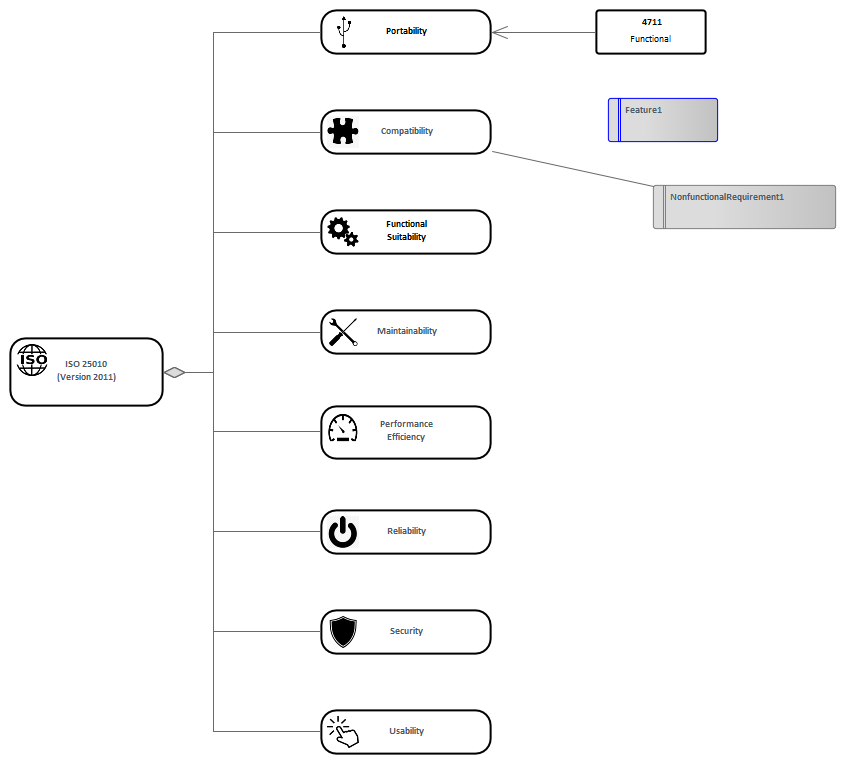 Portability
4711
Functional
Feature1
Compatibility
NonfunctionalRequirement1
Functional
Suitability
Maintainability
ISO
ISO 25010
(Version 2011)
Performance
Efficiency
Reliability
Security
Usability